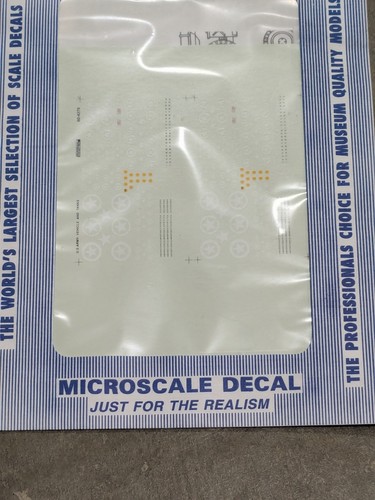 THE WORLD'S LARGEST SELECTION OF SCALE DECALS
THE PROFESSIONALS CHOICE FOR MUSEUM QUALITY MODELS
MICROSCALE DECAL
JUST FOR THE REALISM